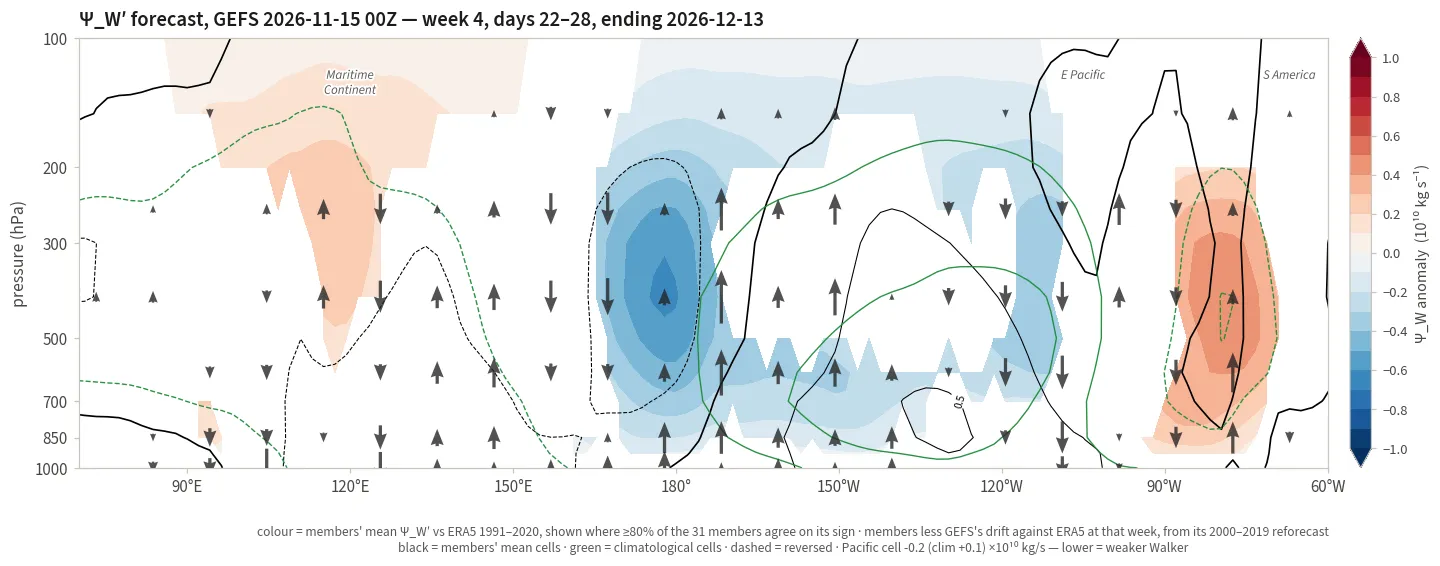 Ψ_W′ forecast, GEFS 2026-11-15 00Z — week 4, days 22–28, ending 2026-12-13
100
200
300
400
500
700
850
1000
pressure (hPa)
Maritime
Continent
E Pacific
S America
0.5
90°E
120°E
150°E
180°
150°W
120°W
90°W
60°W
1.0
0.8
0.6
0.4
0.2
0.0
−0.2
−0.4
−0.6
−0.8
−1.0
Ψ_W anomaly (10¹⁰ kg s⁻¹)
colour = members' mean Ψ_W′ vs ERA5 1991–2020, shown where ≥80% of the 31 members agree on its sign · members less GEFS's drift against ERA5 at that week, from its 2000–2019 reforecast
black = members' mean cells · green = climatological cells · dashed = reversed · Pacific cell -0.2 (clim +0.1) ×10¹⁰ kg/s — lower = weaker Walker